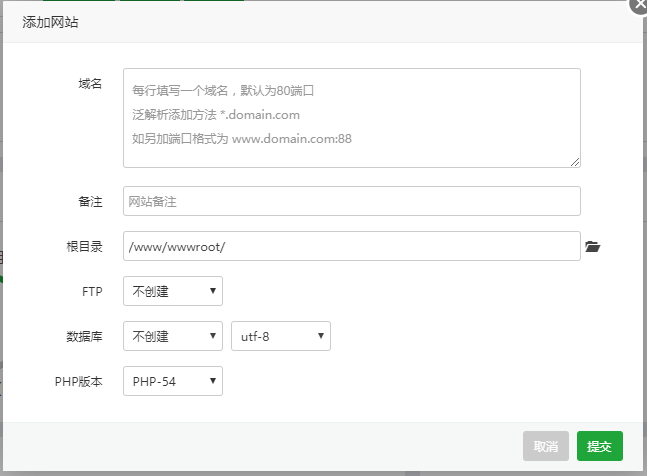 添加网站
域名
每行填写一个域名，默认为80端口
泛解析添加方法 *.domain.com
如另加端口格式为 www.domain.com:88
备注
网站备注
根目录
/www/wwwroot/
FTP
不创建
数据库
不创建
utf-8
PHP版本
PHP-54
取消
提交